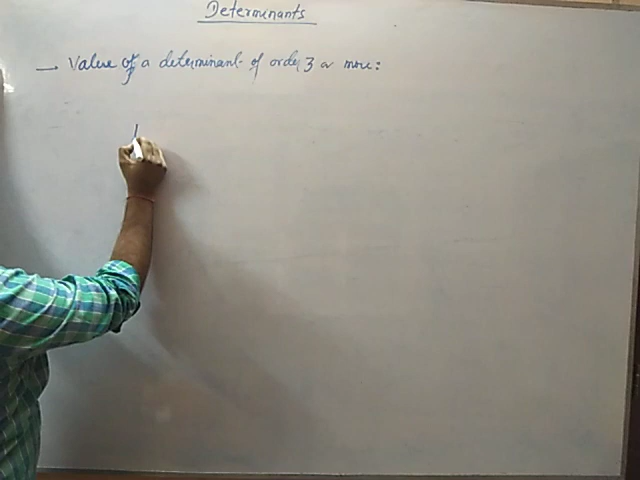 Determinants
— Value of a determinant of order 3 or more: